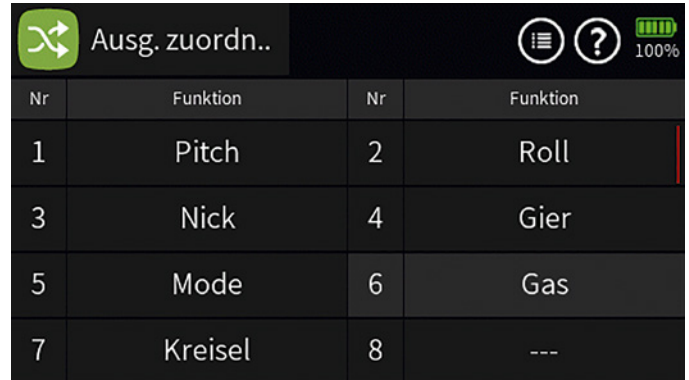 Ausg. zuordn..
? 100%
Nr Funktion Nr Funktion
1 Pitch 2 Roll
3 Nick 4 Gier
5 Mode 6 Gas
7 Kreisel 8 ---